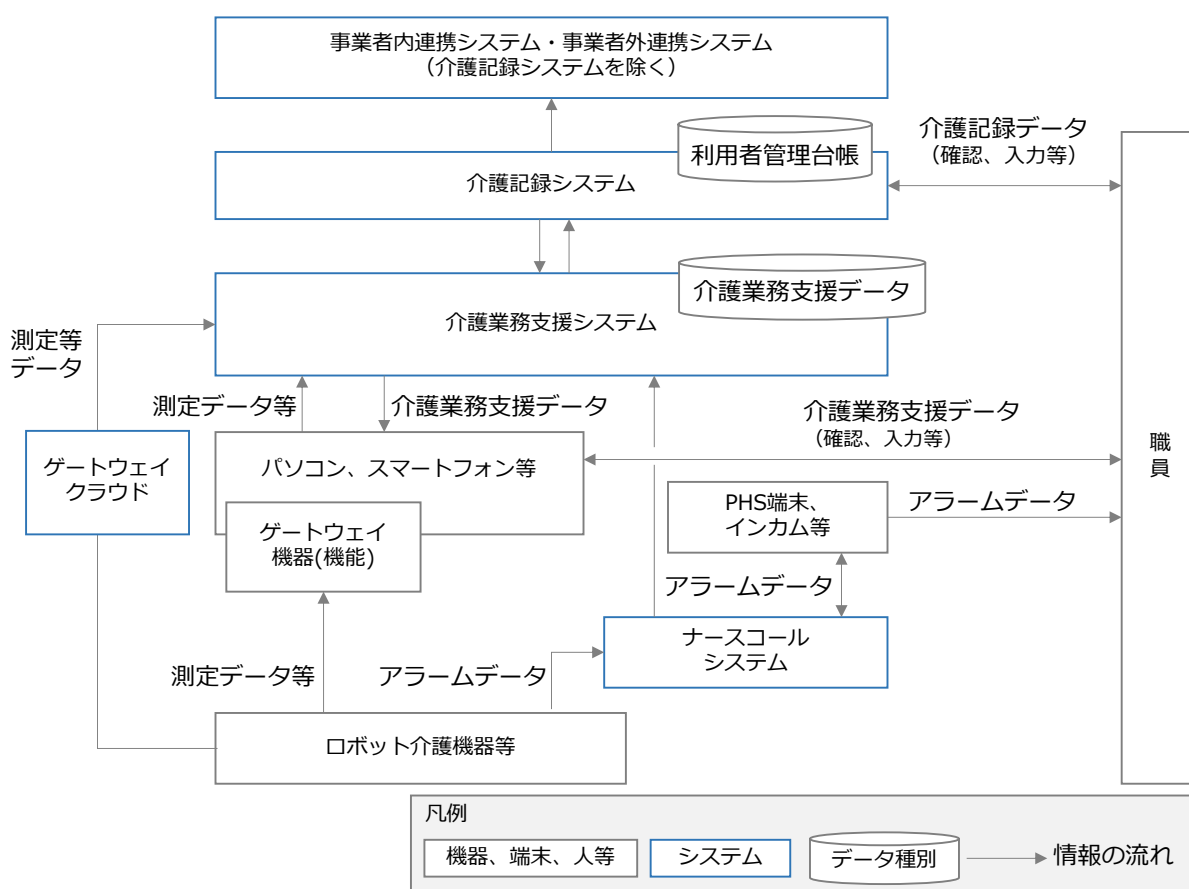 事業者内連携システム・事業者外連携システム
（介護記録システムを除く）
利用者管理台帳
介護記録システム
介護記録データ
（確認、入力等）
介護業務支援データ
介護業務支援システム
測定等
データ
測定データ等
介護業務支援データ
介護業務支援データ
（確認、入力等）
職
員
ゲートウェイ
クラウド
パソコン、スマートフォン等
ゲートウェイ
機器(機能)
PHS端末、
インカム等
アラームデータ
アラームデータ
ナースコール
システム
測定データ等
アラームデータ
ロボット介護機器等
凡例
機器、端末、人等
システム
データ種別
情報の流れ